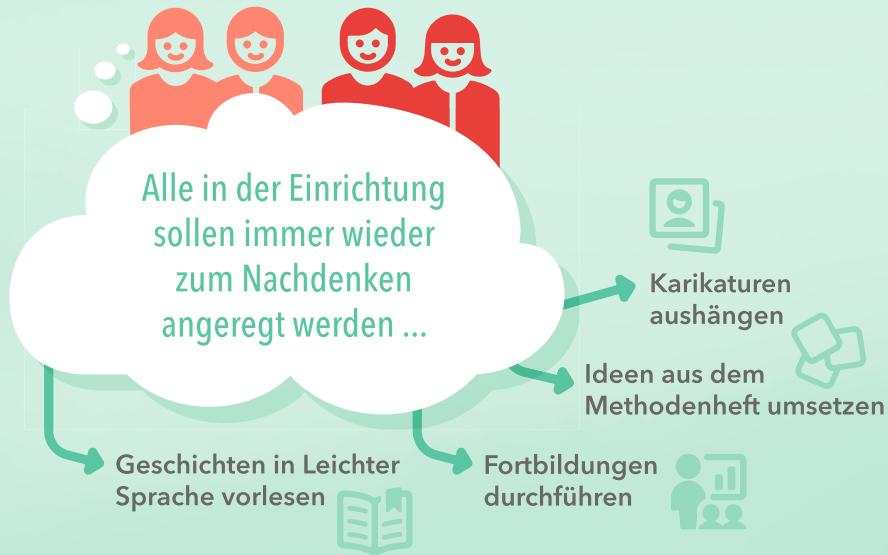 Alle in der Einrichtung
sollen immer wieder
zum Nachdenken
angeregt werden ...
Karikaturen
aushängen
Ideen aus dem
Methodenheft umsetzen
Geschichten in Leichter
Sprache vorlesen
Fortbildungen
durchführen